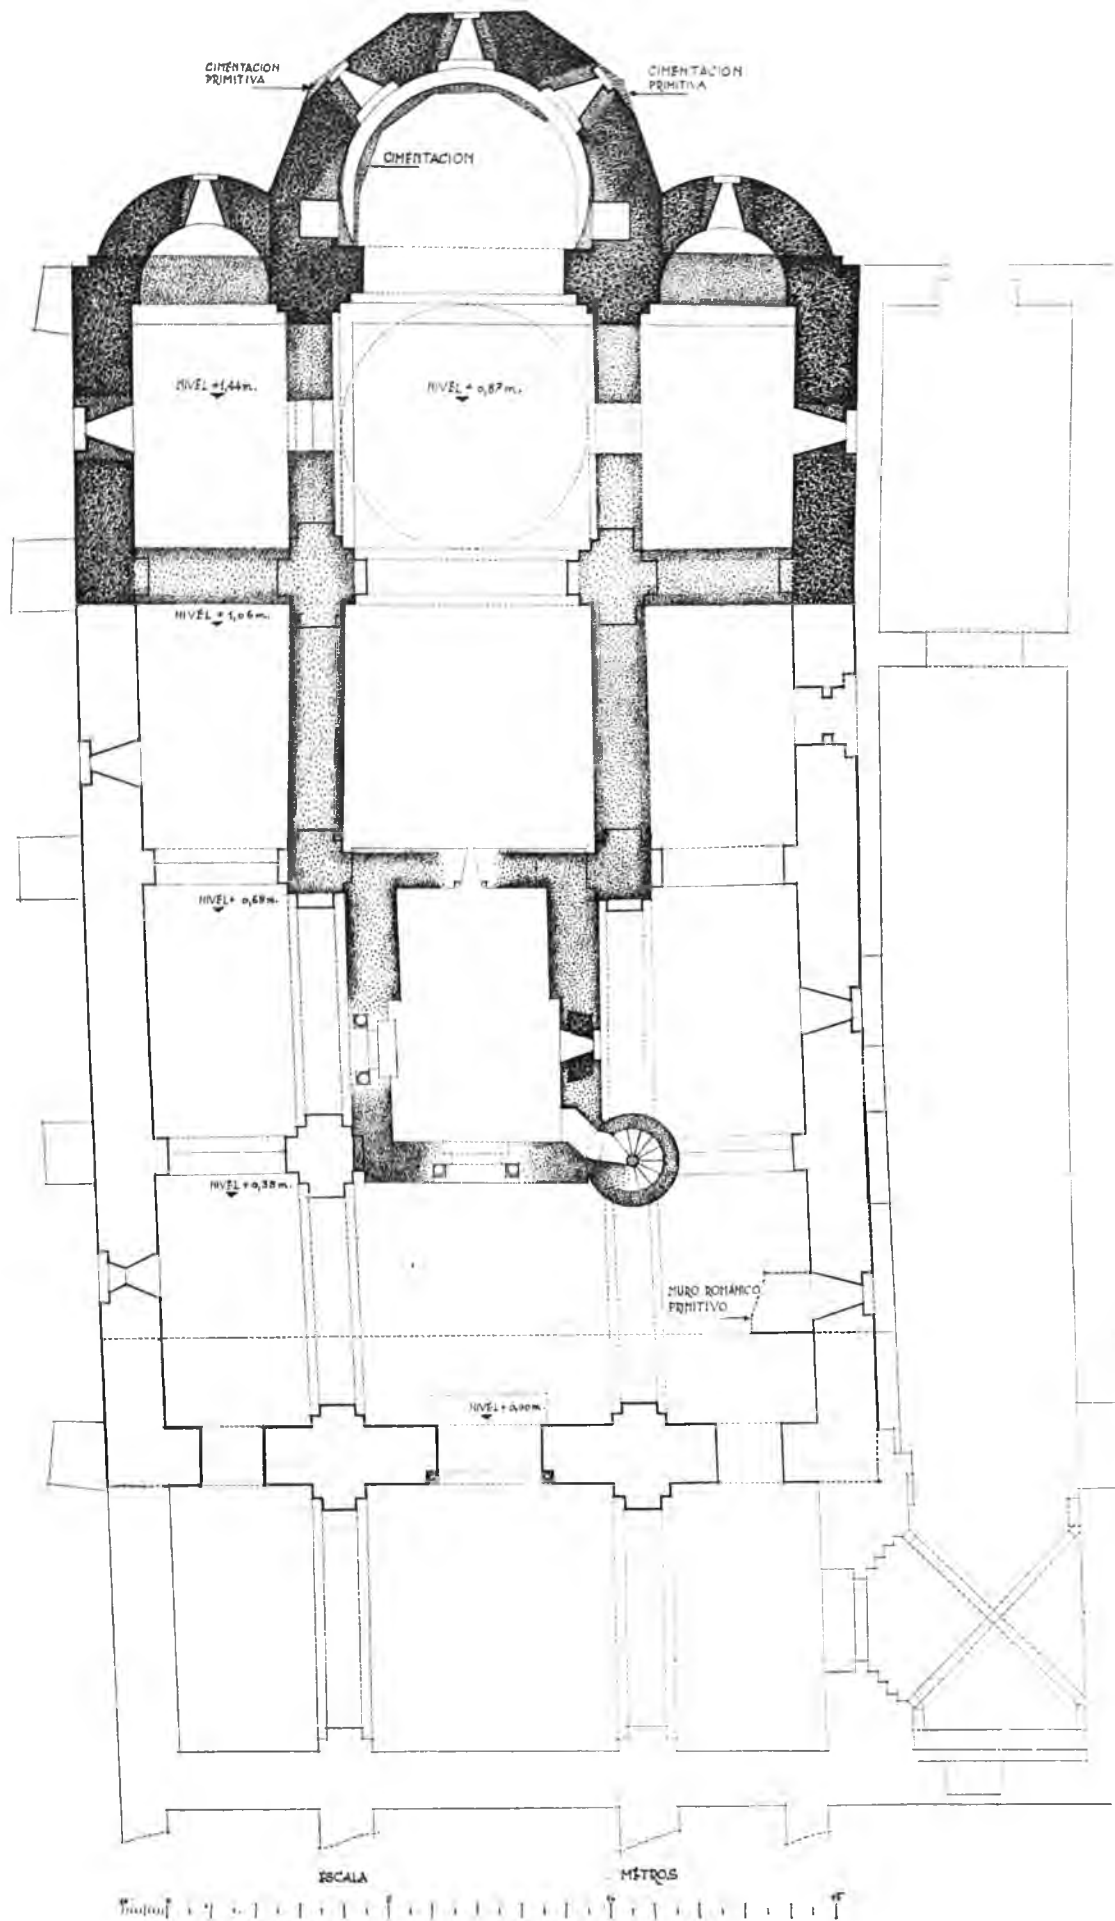 CIMENTACION
PRIMITIVA
CIMENTACION
PRIMITIVA
CIMENTACION
NIVEL +1,44m.
NIVEL + 0,87m.
NIVEL + 1,06m.
NIVEL + 0,68m.
NIVEL +0,38m.
MURO ROMÁNICO
PRIMITIVO
NIVEL + 0,00m.
ESCALA
METROS